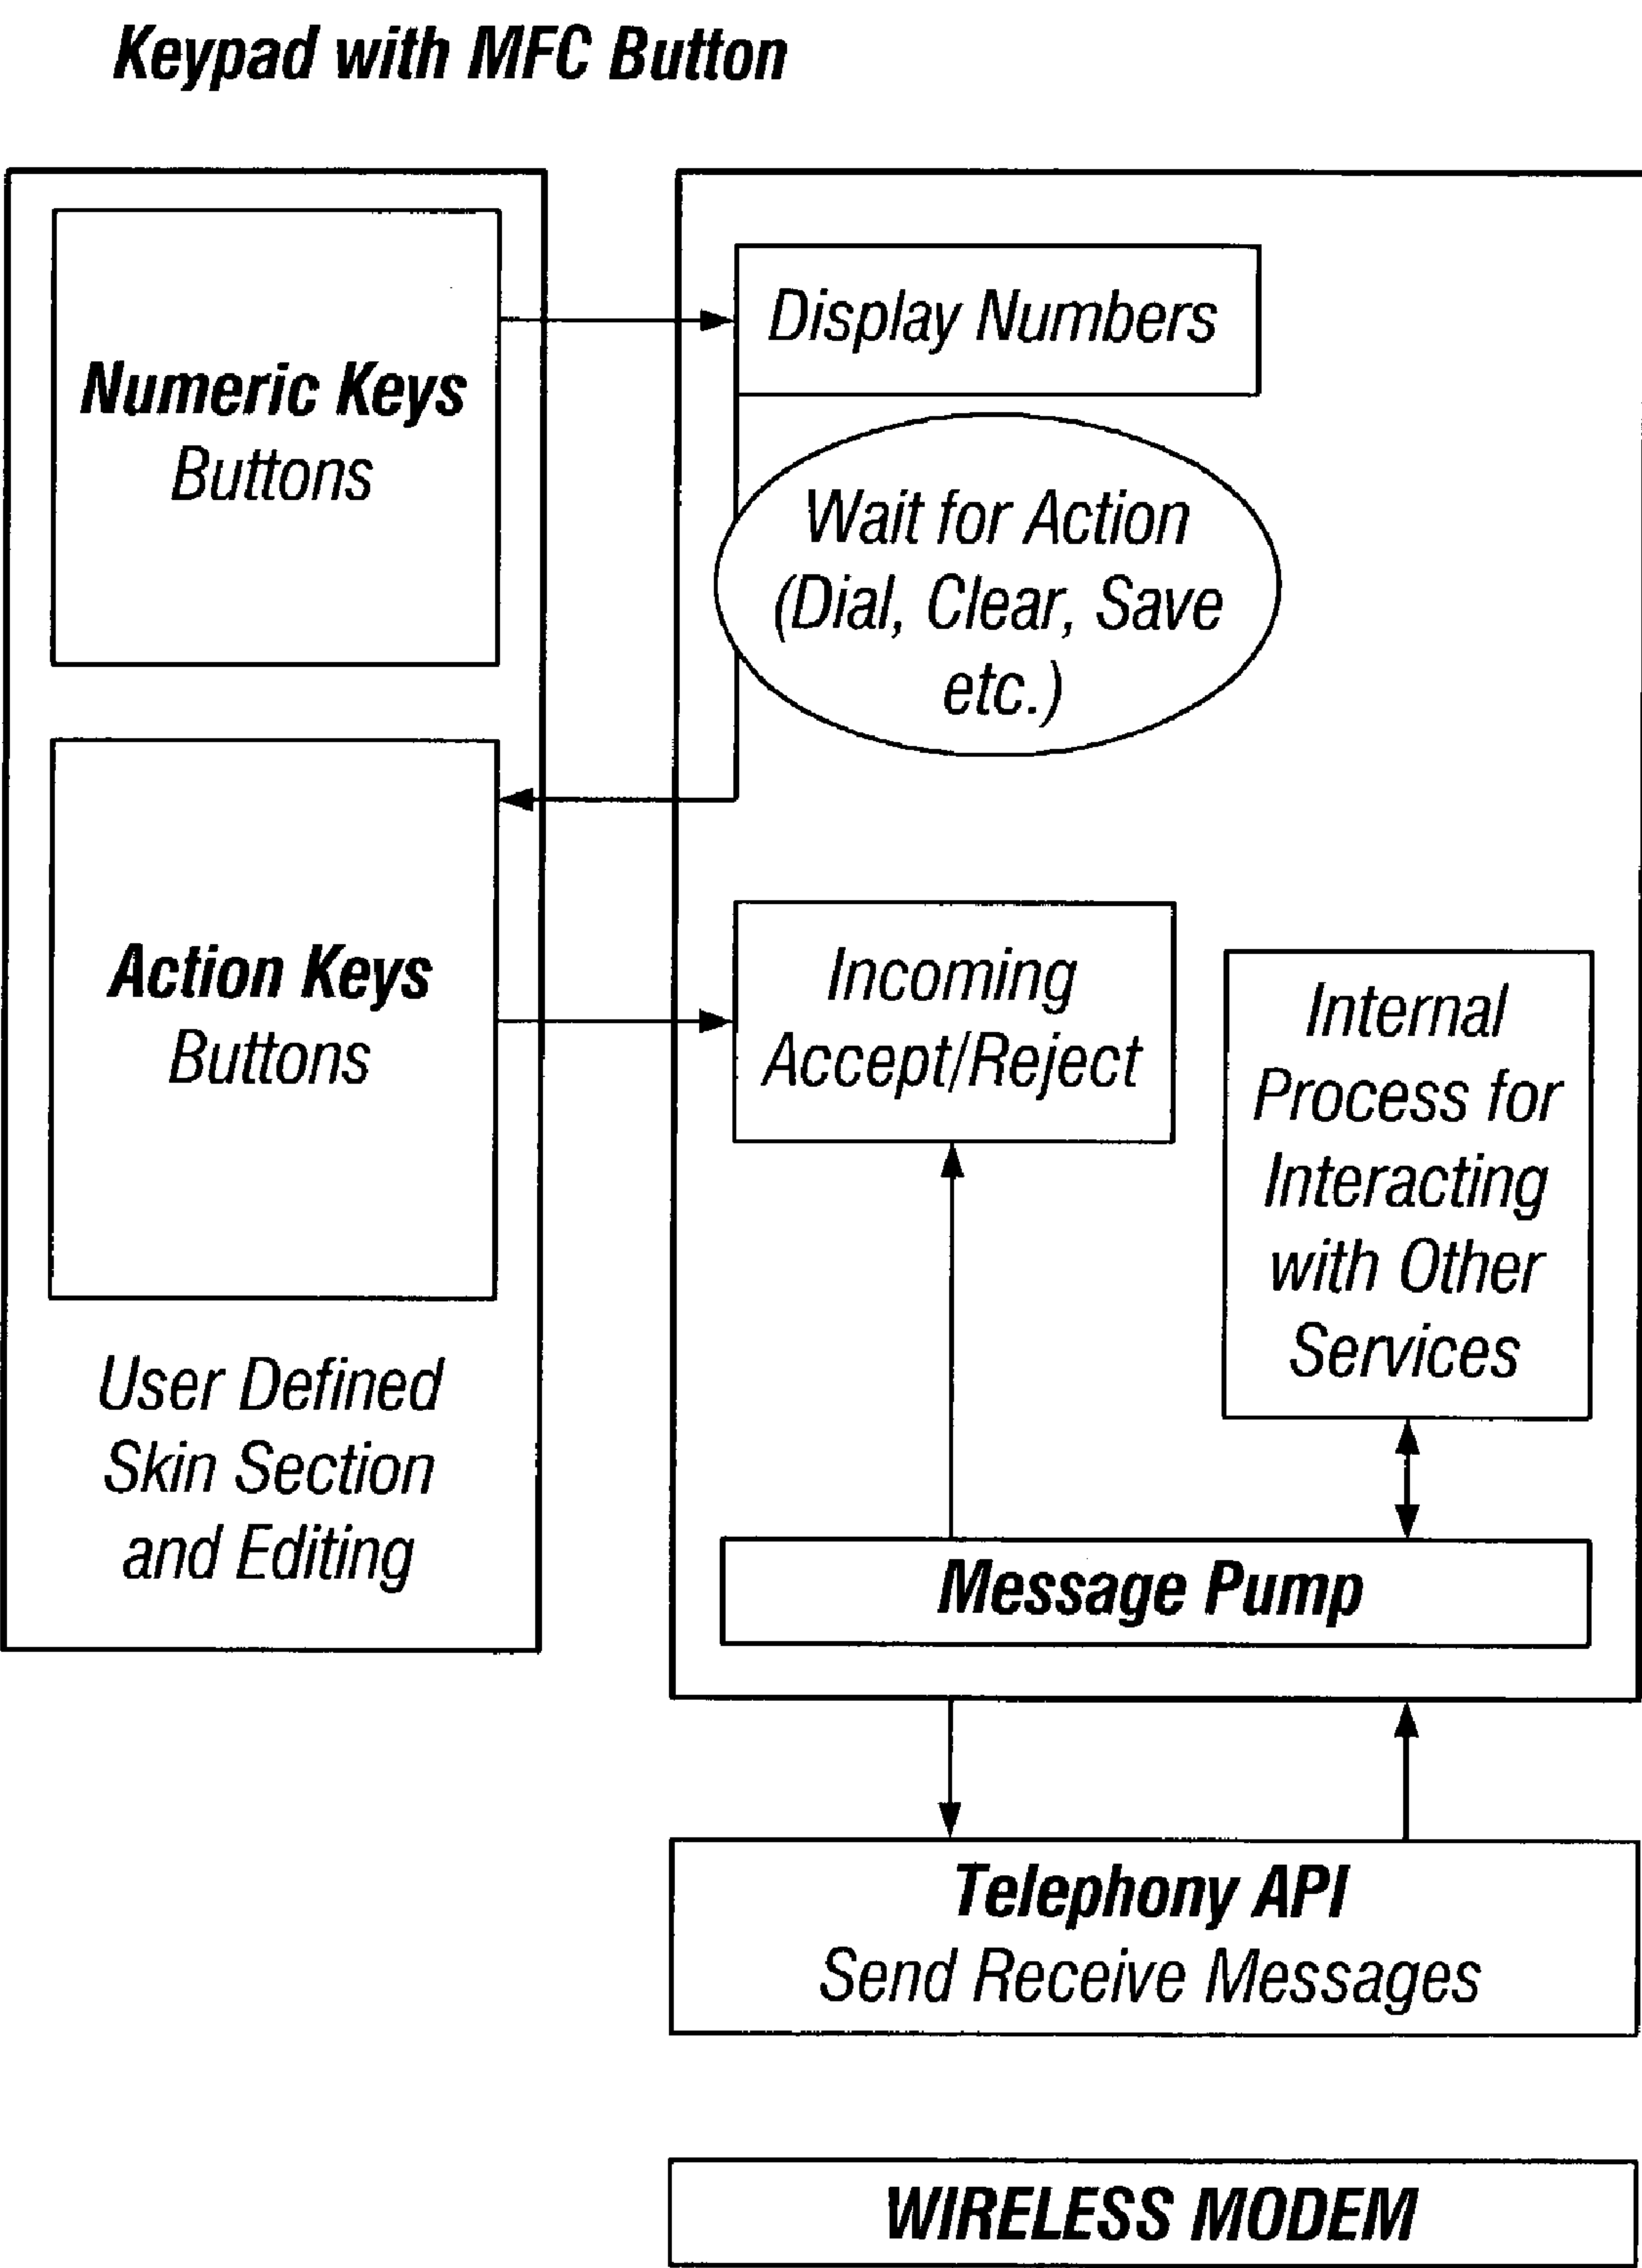 Keypad with MFC Button
Numeric Keys
Buttons
Display Numbers
Wait for Action
(Dial, Clear, Save
etc.)
Action Keys
Buttons
Incoming
Accept/Reject
Internal
Process for
Interacting
with Other
Services
User Defined
Skin Section
and Editing
Message Pump
Telephony API
Send Receive Messages
WIRELESS MODEM